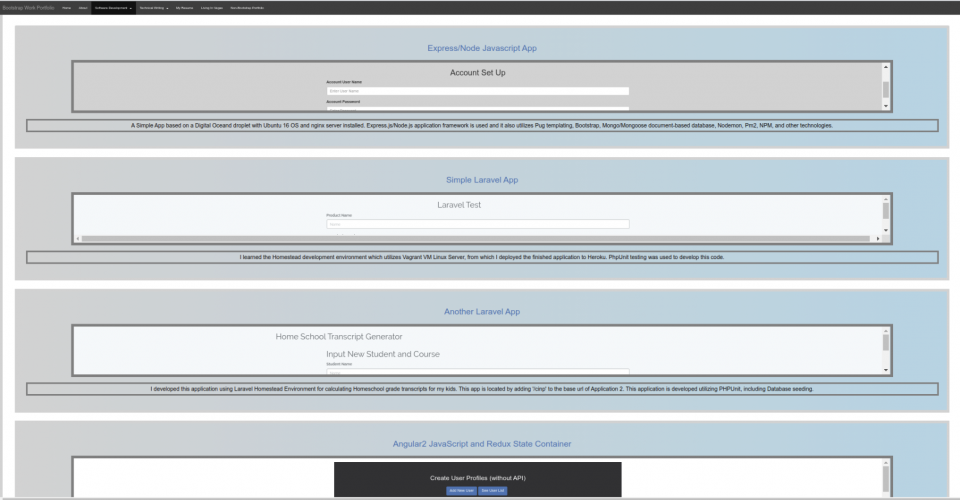 Bootstrap Work Portfolio Home About Software Development Technical Writing My Resume Living in Vegas Non-Bootstrap Portfolio
Express/Node Javascript App
Account Set Up
Account User Name
Enter User Name
Account Password
A Simple App based on a Digital Oceand droplet with Ubuntu 16 OS and nginx server installed. Express.js/Node.js application framework is used and it also utilizes Pug templating, Bootstrap, Mongo/Mongoose document-based database, Nodemon, Pm2, NPM, and other technologies.
Simple Laravel App
Laravel Test
Product Name
Name
I learned the Homestead development environment which utilizes Vagrant VM Linux Server, from which I deployed the finished application to Heroku. PhpUnit testing was used to develop this code.
Another Laravel App
Home School Transcript Generator
Input New Student and Course
Student Name
Name
I developed this application using Laravel Homestead Environment for calculating Homeschool grade transcripts for my kids. This app is located by adding '/clnp' to the base url of Application 2. This application is developed utilizing PHPUnit, including Database seeding.
Angular2 JavaScript and Redux State Container
Create User Profiles (without API)
Add New User See User List